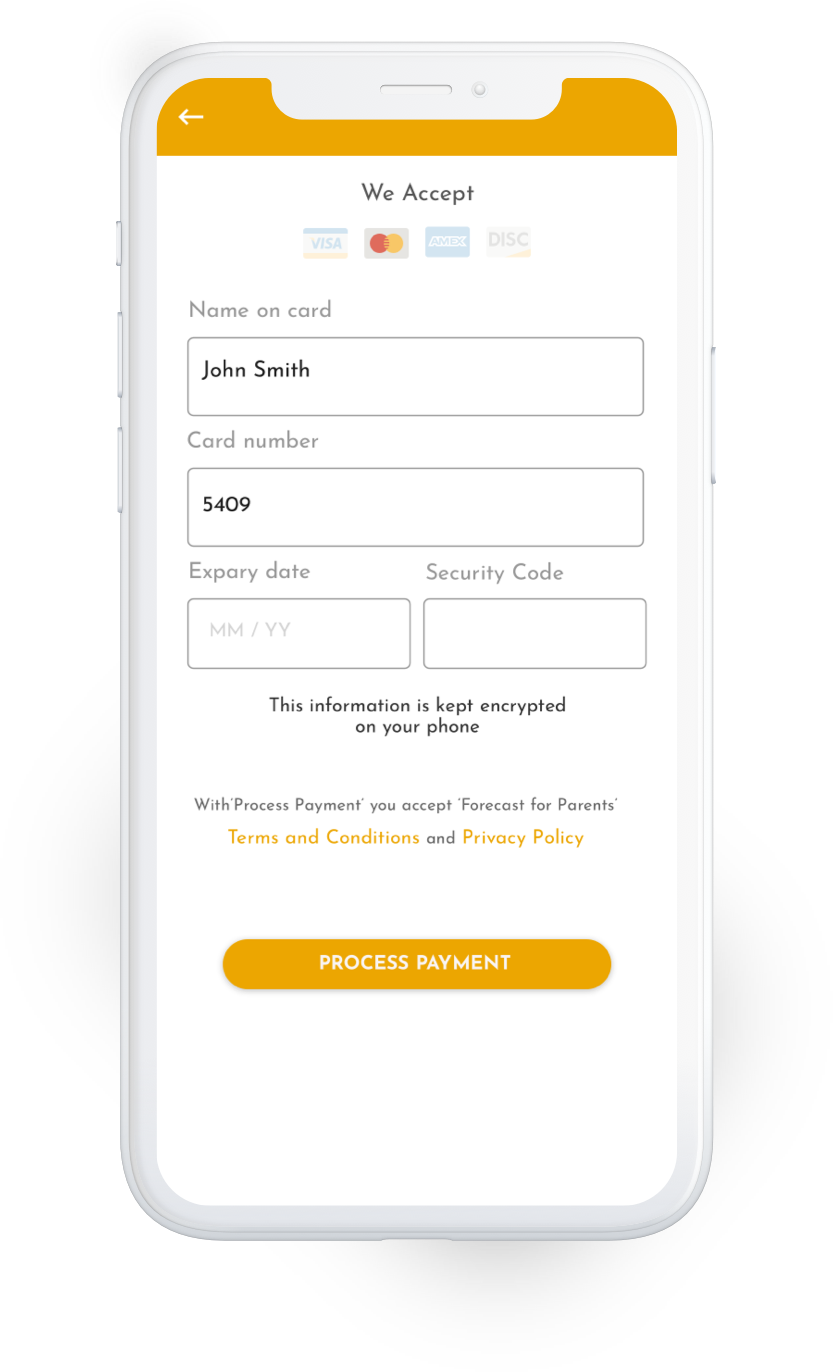 We Accept
VISA AMEX DISC
Name on card
John Smith
Card number
5409
Expary date Security Code
MM / YY
This information is kept encrypted
on your phone
With'Process Payment' you accept 'Forecast for Parents'
Terms and Conditions and Privacy Policy
PROCESS PAYMENT